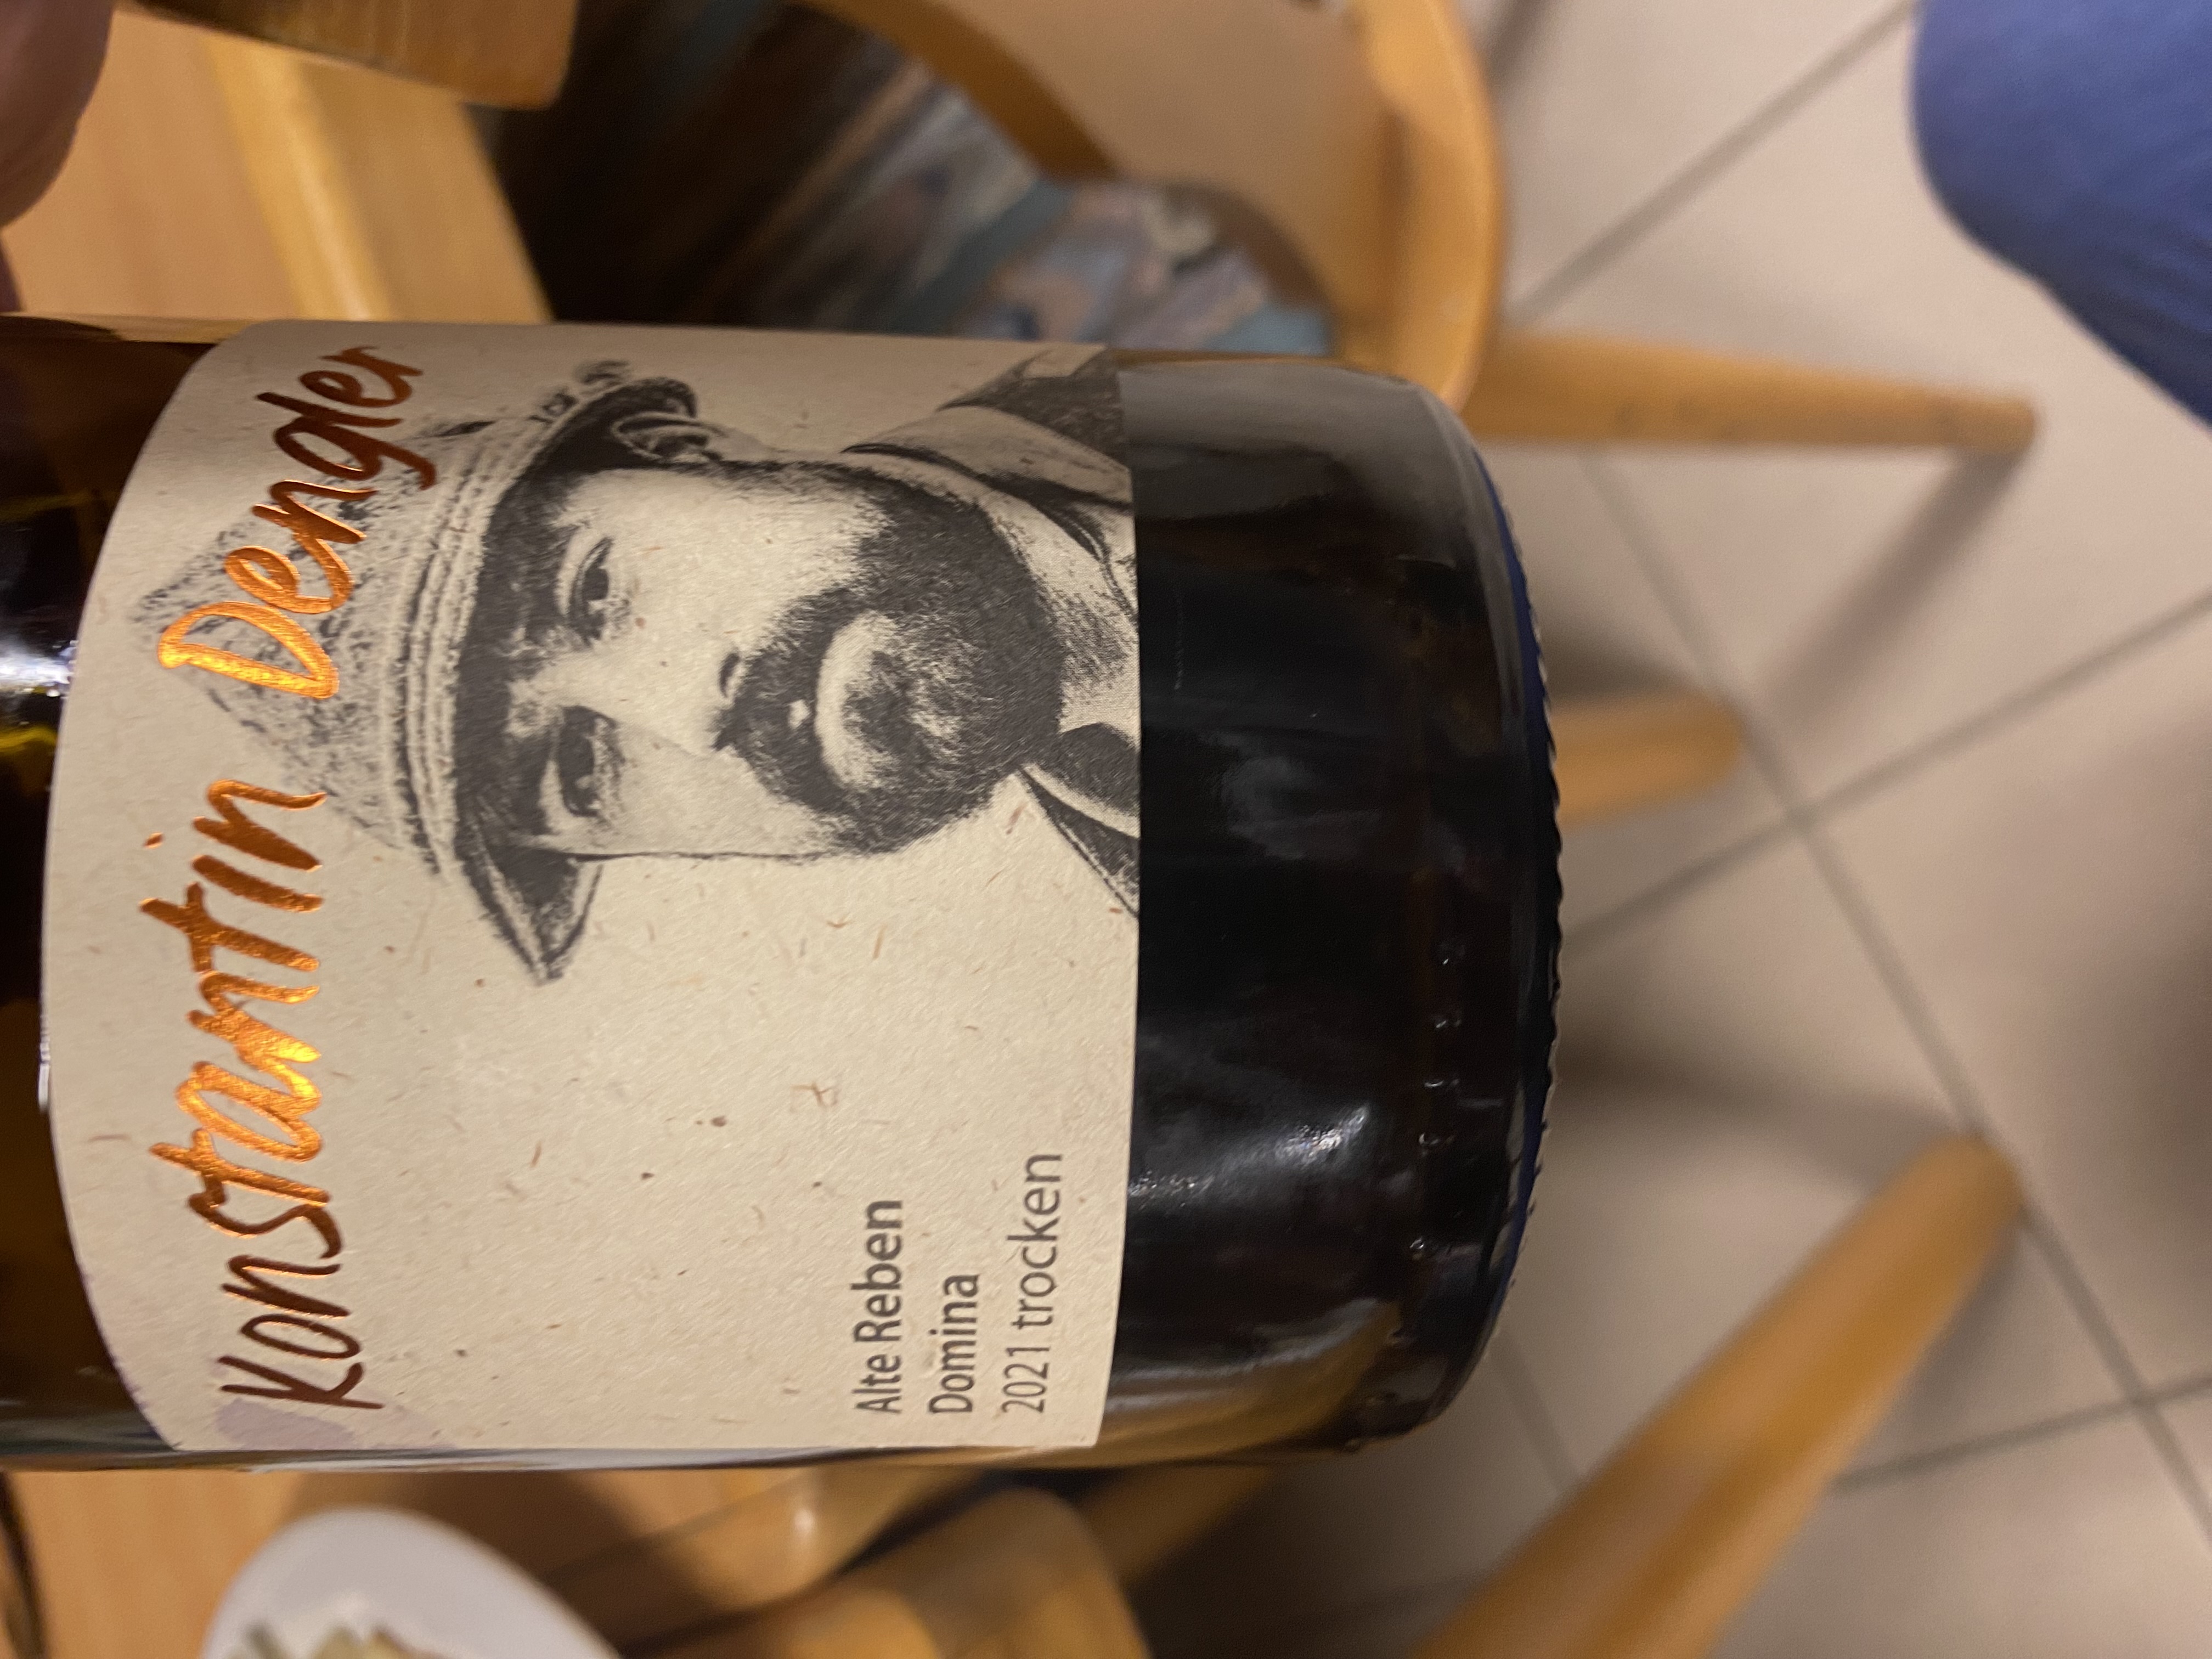 Konstantin Dengler
Alte Reben
Domina
2021 trocken